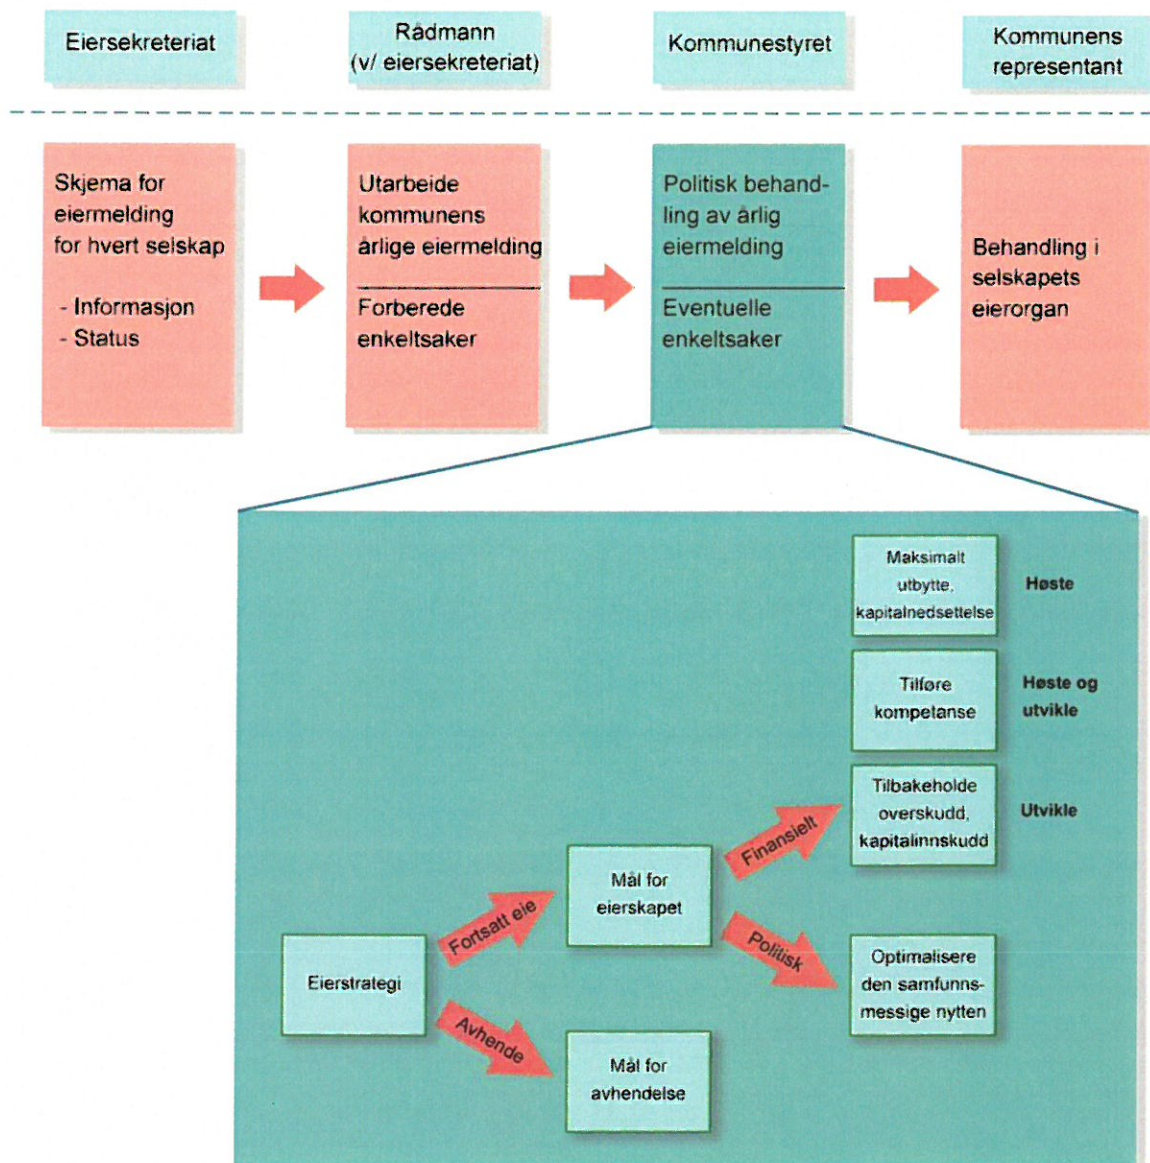 Eiersekreteriat
Rådmann
(v/ eiersekreteriat)
Kommunestyret
Kommunens
representant
Skjema for
eiermelding
for hvert selskap
- Informasjon
- Status
Utarbeide
kommunens
årlige eiermelding
Forberede
enkeltsaker
Politisk behand-
ling av årlig
eiermelding
Eventuelle
enkeltsaker
Behandling i
selskapets
eierorgan
Maksimalt
utbytte,
kapitalnedsettelse
Høste
Tilføre
kompetanse
Høste og
utvikle
Tilbakeholde
overskudd,
kapitalinnskudd
Utvikle
Finansielt
Mål for
eierskapet
Fortsatt eie
Politisk
Eierstrategi
Optimalisere
den samfunns-
messige nytten
Avhende
Mål for
avhendelse